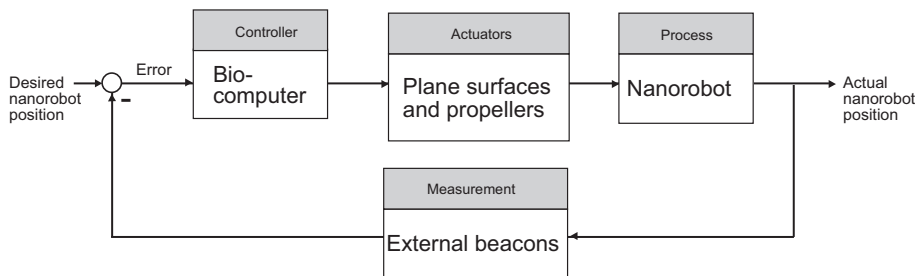 Controller
Actuators
Process
Desired
nanorobot
position
Error
-
Bio-
computer
Plane surfaces
and propellers
Nanorobot
Actual
nanorobot
position
Measurement
External beacons